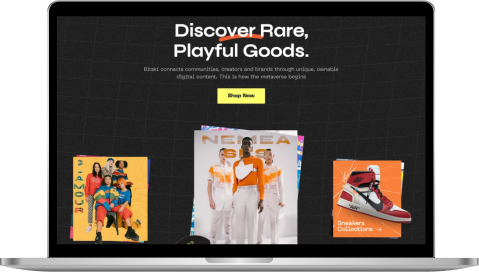 Discover Rare,
Playful Goods.
connects communities, creators and brands through unique, ownable
digital content. This is how the metaverse begins
Shop Now
NEMEA
Sneakers
Collections →